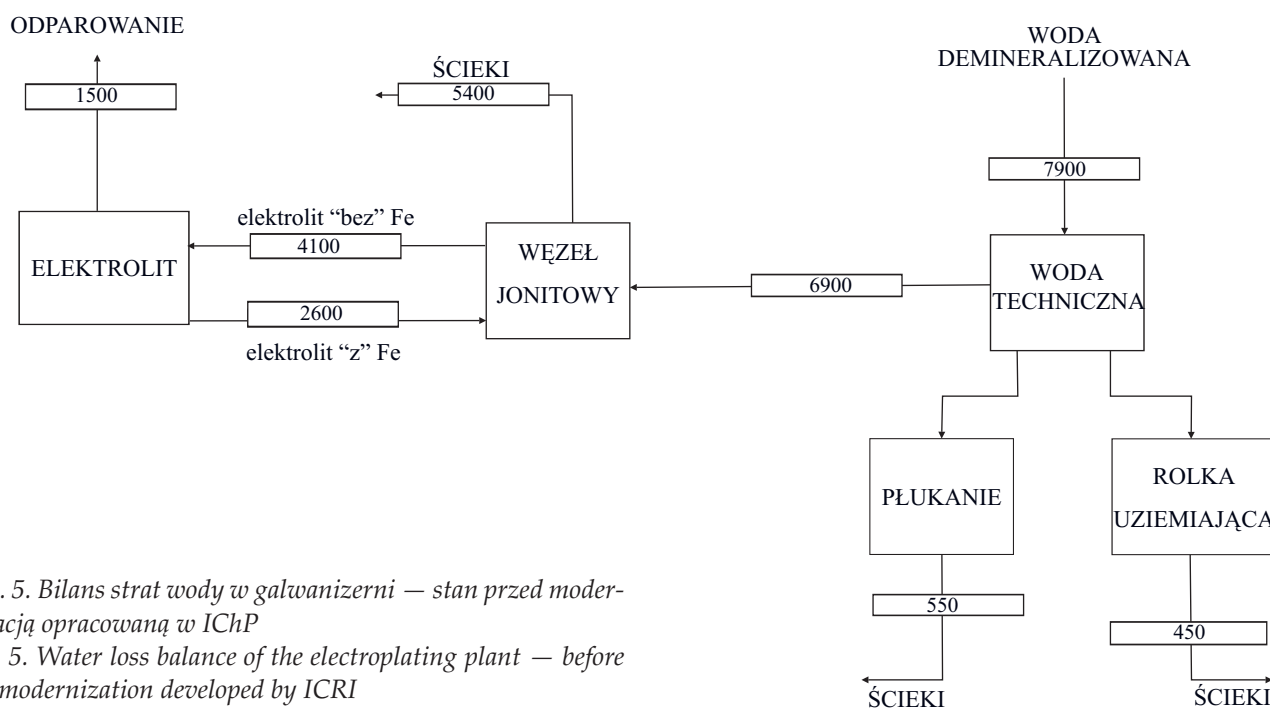 ODPAROWANIE
1500
ŚCIEKI
5400
WODA
DEMINERALIZOWANA
7900
elektrolit “bez” Fe
4100
ELEKTROLIT
2600
elektrolit “z” Fe
WĘZEŁ
JONITOWY
6900
WODA
TECHNICZNA
PŁUKANIE
ROLKA
UZIEMIAJĄCA
550
450
ŚCIEKI
ŚCIEKI
. 5. Bilans strat wody w galwanizerni — stan przed moder-
acją opracowaną w IChP
5. Water loss balance of the electroplating plant — before
modernization developed by ICRI